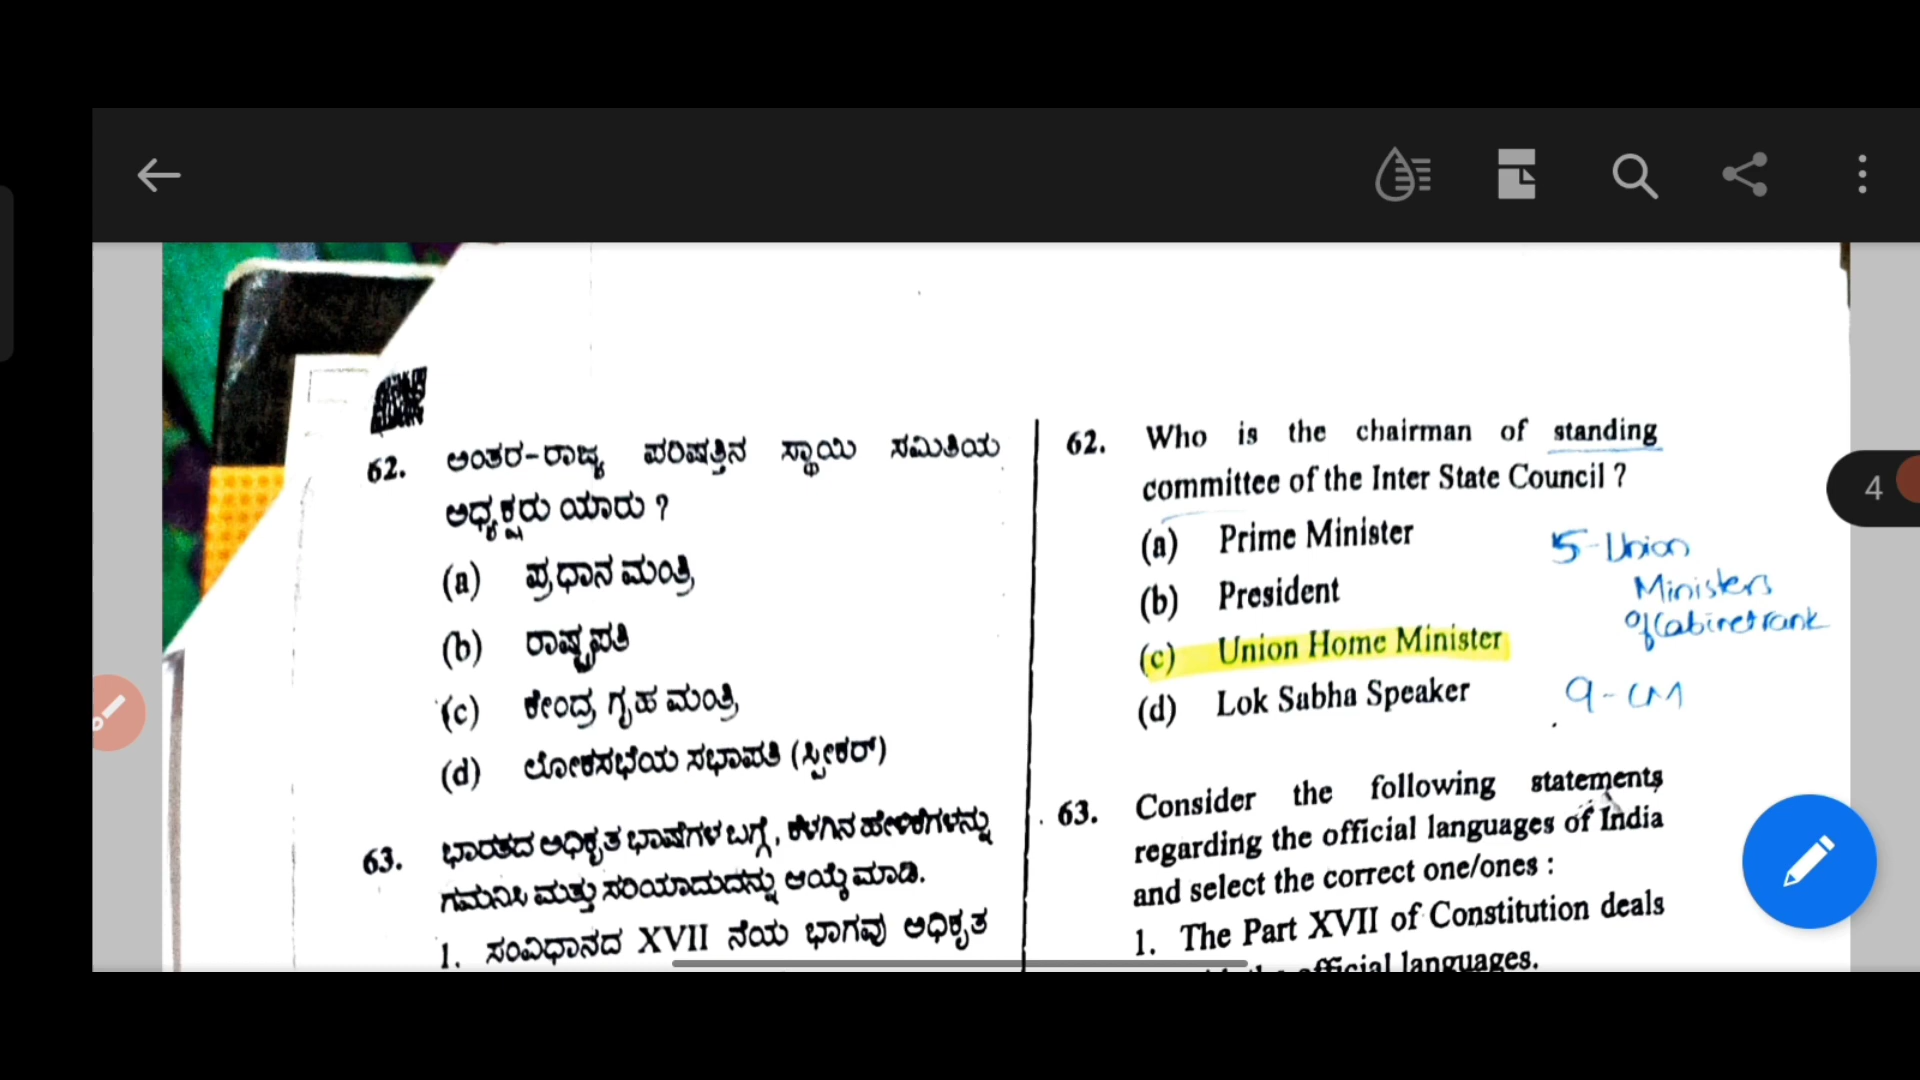 62. ಅಂತರ-ರಾಜ್ಯ ಪರಿಷತ್ತಿನ ಸ್ಥಾಯಿ ಸಮಿತಿಯ
ಅಧ್ಯಕ್ಷರು ಯಾರು ?
(a) ಪ್ರಧಾನ ಮಂತ್ರಿ
(b) ರಾಷ್ಟ್ರಪತಿ
(c) ಕೇಂದ್ರ ಗೃಹ ಮಂತ್ರಿ
(d) ಲೋಕಸಭೆಯ ಸಭಾಪತಿ (ಸ್ಪೀಕರ್)
63. ಭಾರತದ ಅಧಿಕೃತ ಭಾಷೆಗಳ ಬಗ್ಗೆ, ಕೆಳಗಿನ ಹೇಳಿಕೆಗಳನ್ನು
ಗಮನಿಸಿ ಮತ್ತು ಸರಿಯಾದುದನ್ನು ಆಯ್ಕೆ ಮಾಡಿ.
1. ಸಂವಿಧಾನದ XVII ನೆಯ ಭಾಗವು ಅಧಿಕೃತ
62. Who is the chairman of standing
committee of the Inter State Council ?
(a) Prime Minister
(b) President
(c) Union Home Minister
(d) Lok Sabha Speaker
5-Union
Ministers
of Cabinet rank
9-CM
63. Consider the following statements
regarding the official languages of India
and select the correct one/ones :
1. The Part XVII of Constitution deals
official languages.
4